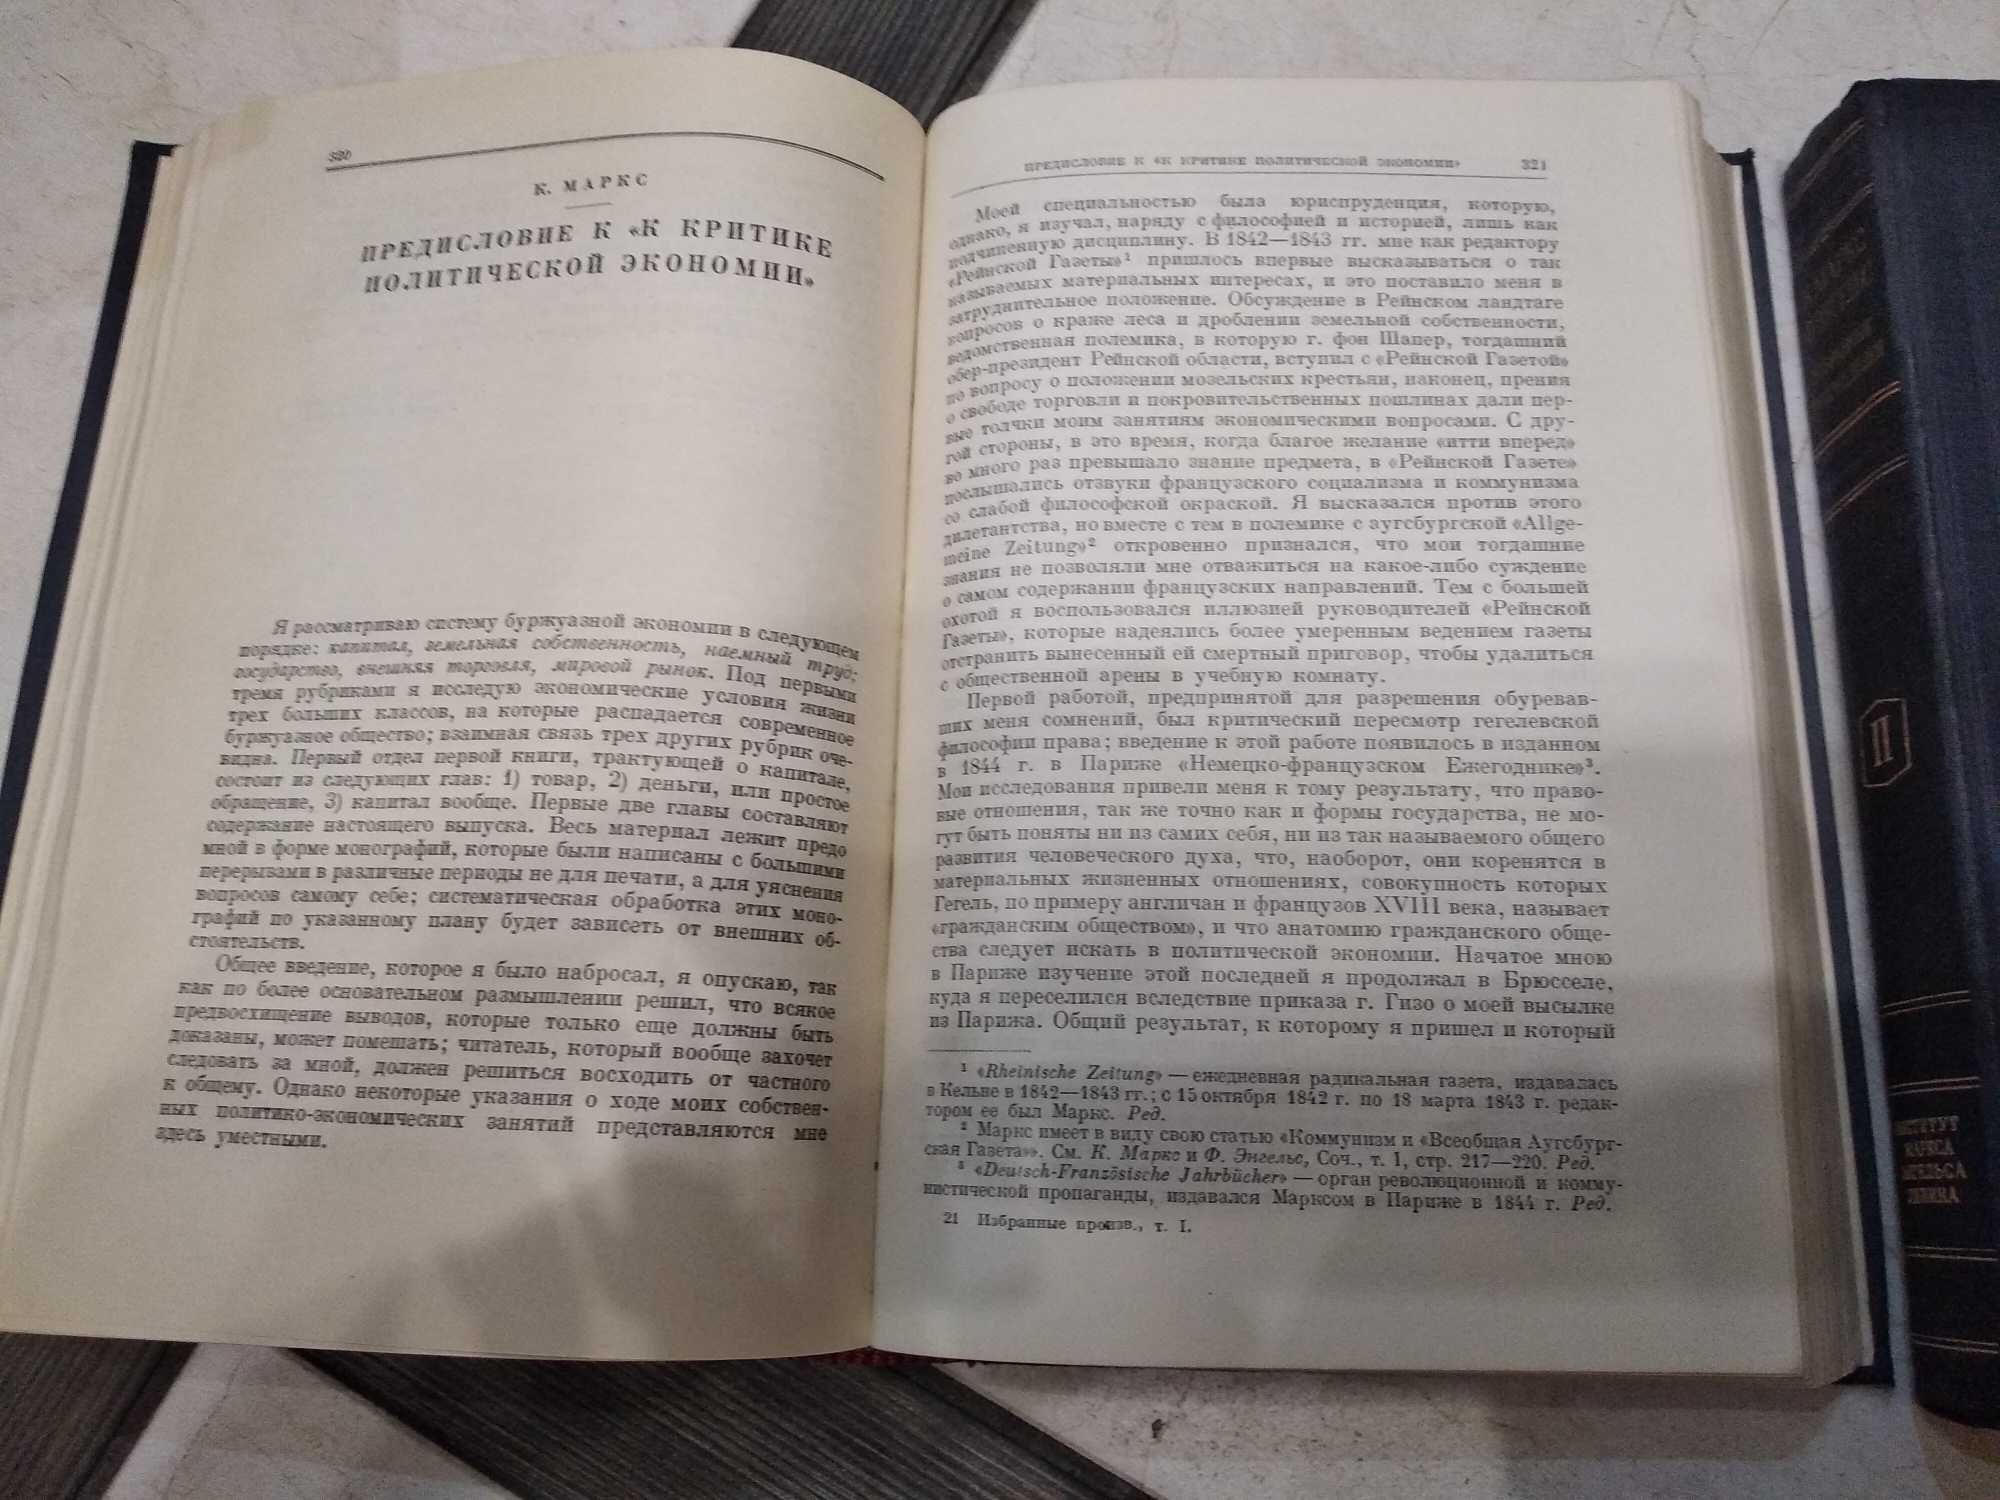 320
К. МАРКС
ПРЕДИСЛОВИЕ К «К КРИТИКЕ
ПОЛИТИЧЕСКОЙ ЭКОНОМИИ»
Я рассматриваю систему буржуазной экономии в следующем
порядке: капитал, земельная собственность, наемный труд;
государство, внешняя торговля, мировой рынок. Под первыми
тремя рубриками я исследую экономические условия жизни
трех больших классов, на которые распадается современное
буржуазное общество; взаимная связь трех других рубрик оче-
видна. Первый отдел первой книги, трактующей о капитале,
состоит из следующих глав: 1) товар, 2) деньги, или простое
обращение, 3) капитал вообще. Первые две главы составляют
содержание настоящего выпуска. Весь материал лежит предо
мной в форме монографий, которые были написаны с большими
перерывами в различные периоды не для печати, а для уяснения
вопросов самому себе; систематическая обработка этих моно-
графий по указанному плану будет зависеть от внешних об-
стоятельств.
Общее введение, которое я было набросал, я опускаю, так
как по более основательном размышлении решил, что всякое
предвосхищение выводов, которые только еще должны быть
доказаны, может помешать; читатель, который вообще захочет
следовать за мной, должен решиться восходить от частного
к общему. Однако некоторые указания о ходе моих собствен-
ных политико-экономических занятий представляются мне
здесь уместными.
ПРЕДИСЛОВИЕ К «К КРИТИКЕ ПОЛИТИЧЕСКОЙ ЭКОНОМИИ» 321
Моей специальностью была юриспруденция, которую,
однако, я изучал, наряду с философией и историей, лишь как
подчиненную дисциплину. В 1842—1843 гг. мне как редактору
«Рейнской Газеты»¹ пришлось впервые высказываться о так
называемых материальных интересах, и это поставило меня в
затруднительное положение. Обсуждение в Рейнском ландтаге
вопросов о краже леса и дроблении земельной собственности,
ведомственная полемика, в которую г. фон Шапер, тогдашний
обер-президент Рейнской области, вступил с «Рейнской Газетой»
по вопросу о положении мозельских крестьян, наконец, прения
о свободе торговли и покровительственных пошлинах дали пер-
вые толчки моим занятиям экономическими вопросами. С дру-
гой стороны, в это время, когда благое желание «итти вперед»
во много раз превышало знание предмета, в «Рейнской Газете»
послышались отзвуки французского социализма и коммунизма
со слабой философской окраской. Я высказался против этого
дилетантства, но вместе с тем в полемике с аугсбургской «Allge-
meine Zeitung»² откровенно признался, что мои тогдашние
знания не позволяли мне отважиться на какое-либо суждение
о самом содержании французских направлений. Тем с большей
охотой я воспользовался иллюзией руководителей «Рейнской
Газеты», которые надеялись более умеренным ведением газеты
отстранить вынесенный ей смертный приговор, чтобы удалиться
с общественной арены в учебную комнату.
Первой работой, предпринятой для разрешения обуревав-
ших меня сомнений, был критический пересмотр гегелевской
философии права; введение к этой работе появилось в изданном
в 1844 г. в Париже «Немецко-французском Ежегоднике»³.
Мои исследования привели меня к тому результату, что право-
вые отношения, так же точно как и формы государства, не мо-
гут быть поняты ни из самих себя, ни из так называемого общего
развития человеческого духа, что, наоборот, они коренятся в
материальных жизненных отношениях, совокупность которых
Гегель, по примеру англичан и французов XVIII века, называет
«гражданским обществом», и что анатомию гражданского обще-
ства следует искать в политической экономии. Начатое мною
в Париже изучение этой последней я продолжал в Брюсселе,
куда я переселился вследствие приказа г. Гизо о моей высылке
из Парижа. Общий результат, к которому я пришел и который
¹ «Rheinische Zeitung» — ежедневная радикальная газета, издавалась
в Кельне в 1842—1843 гг.; с 15 октября 1842 г. по 18 марта 1843 г. редак-
тором ее был Маркс. Ред.
² Маркс имеет в виду свою статью «Коммунизм и «Всеобщая Аугсбург-
ская Газета»». См. К. Маркс и Ф. Энгельс, Соч., т. I, стр. 217—220. Ред.
³ «Deutsch-Französische Jahrbücher» — орган революционной и комму-
нистической пропаганды, издавался Марксом в Париже в 1844 г. Ред.
21 Избранные произв., т. I.
II
ИНСТИТУТ
МАРКСА
ЭНГЕЛЬСА
ЛЕНИНА